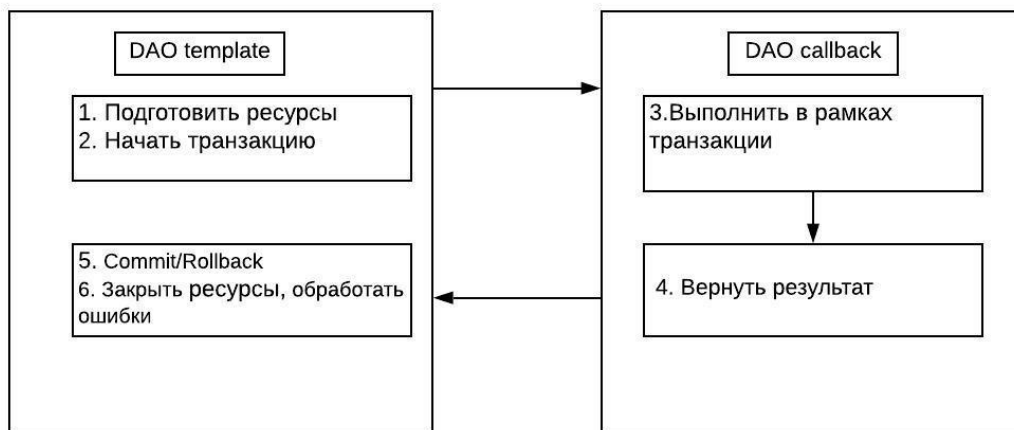 DAO template
1. Подготовить ресурсы
2. Начать транзакцию
5. Commit/Rollback
6. Закрыть ресурсы, обработать
ошибки
DAO callback
3.Выполнить в рамках
транзакции
4. Вернуть результат